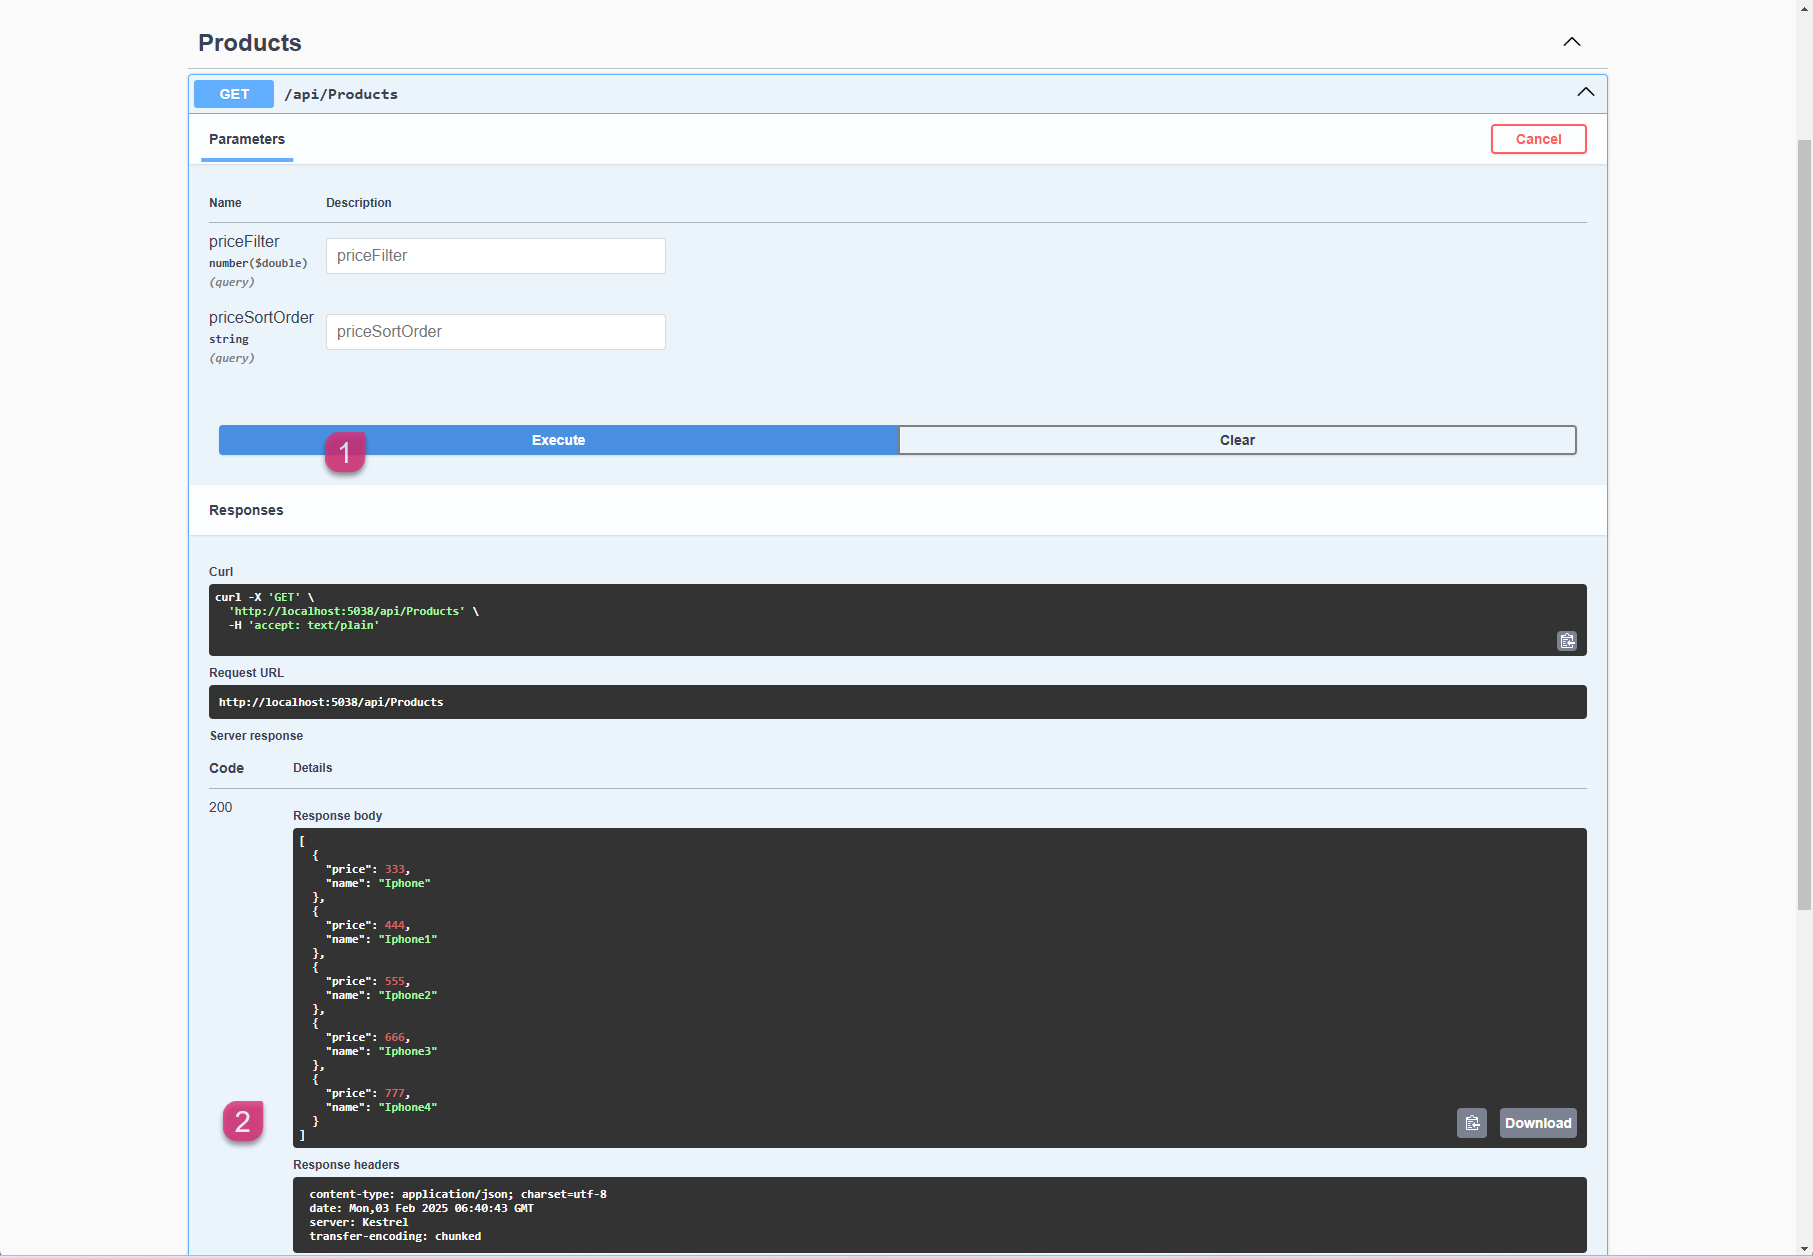 Products
GET /api/Products
Parameters
Cancel
Name Description
priceFilter
number($double)
(query)
priceFilter
priceSortOrder
string
(query)
priceSortOrder
Execute
Clear
1
Responses
Curl
curl -X 'GET' \
  'http://localhost:5038/api/Products' \
  -H 'accept: text/plain'
Request URL
http://localhost:5038/api/Products
Server response
Code Details
200
Response body
[
  {
    "price": 333,
    "name": "Iphone"
  },
  {
    "price": 444,
    "name": "Iphone1"
  },
  {
    "price": 555,
    "name": "Iphone2"
  },
  {
    "price": 666,
    "name": "Iphone3"
  },
  {
    "price": 777,
    "name": "Iphone4"
  }
]
2
Download
Response headers
content-type: application/json; charset=utf-8
date: Mon,03 Feb 2025 06:40:43 GMT
server: Kestrel
transfer-encoding: chunked